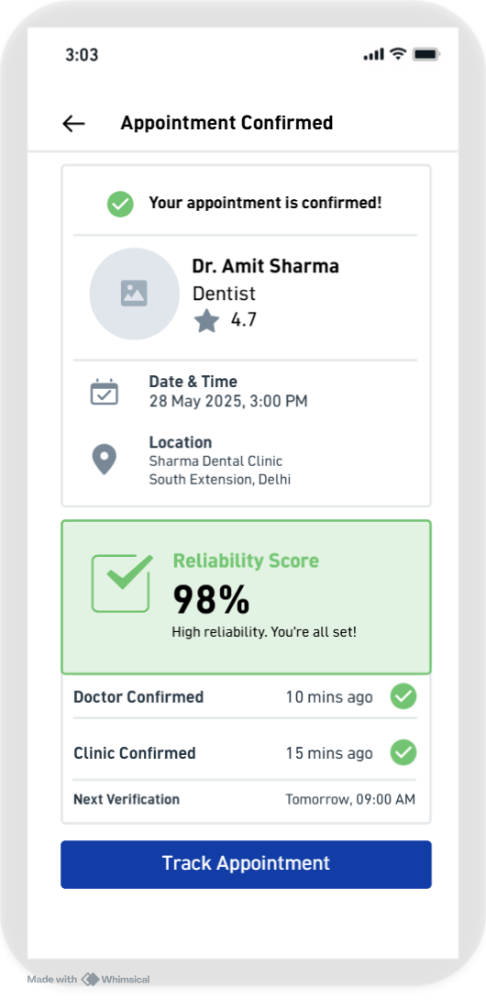 3:03
Appointment Confirmed
Your appointment is confirmed!
Dr. Amit Sharma
Dentist
4.7
Date & Time
28 May 2025, 3:00 PM
Location
Sharma Dental Clinic
South Extension, Delhi
Reliability Score
98%
High reliability. You're all set!
Doctor Confirmed 10 mins ago
Clinic Confirmed 15 mins ago
Next Verification Tomorrow, 09:00 AM
Track Appointment
Made with Whimsical